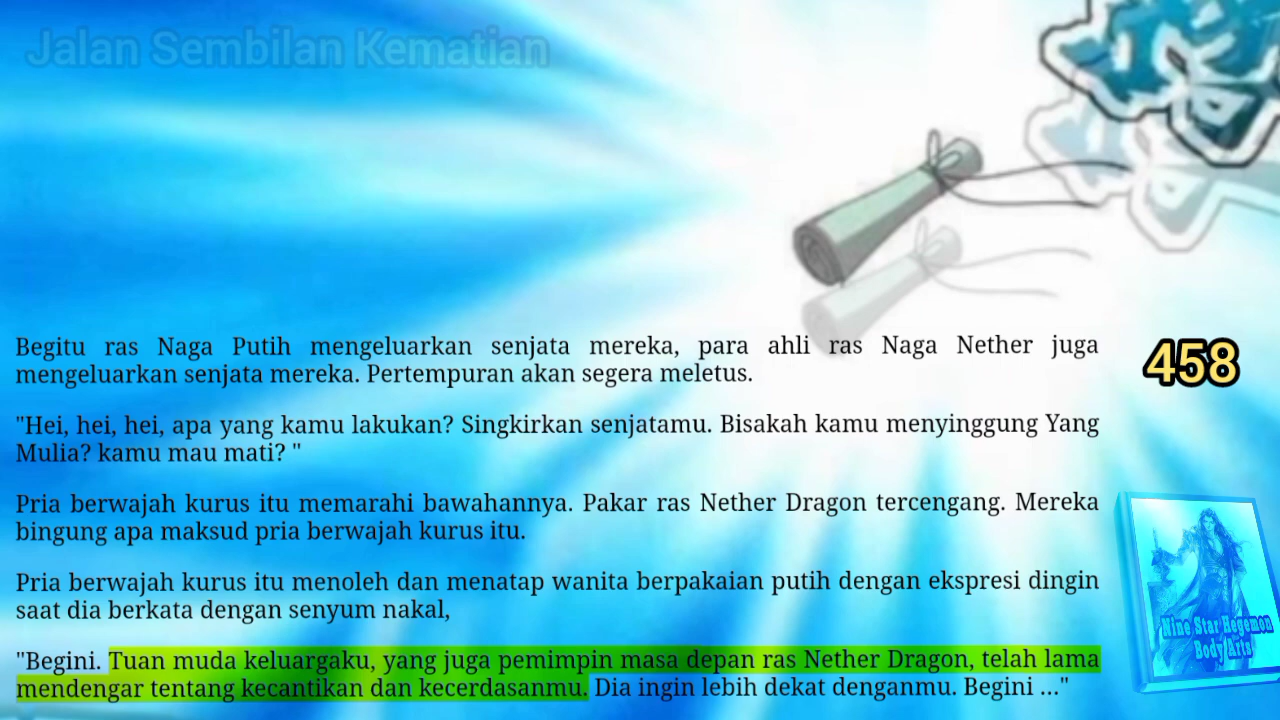 Jalan Sembilan Kematian
Begitu ras Naga Putih mengeluarkan senjata mereka, para ahli ras Naga Nether juga
mengeluarkan senjata mereka. Pertempuran akan segera meletus.
458
"Hei, hei, hei, apa yang kamu lakukan? Singkirkan senjatamu. Bisakah kamu menyinggung Yang
Mulia? kamu mau mati? "
Pria berwajah kurus itu memarahi bawahannya. Pakar ras Nether Dragon tercengang. Mereka
bingung apa maksud pria berwajah kurus itu.
Pria berwajah kurus itu menoleh dan menatap wanita berpakaian putih dengan ekspresi dingin
saat dia berkata dengan senyum nakal,
"Begini. Tuan muda keluargaku, yang juga pemimpin masa depan ras Nether Dragon, telah lama
mendengar tentang kecantikan dan kecerdasanmu. Dia ingin lebih dekat denganmu. Begini ..."
Nine Star Hegemon
Body Arts